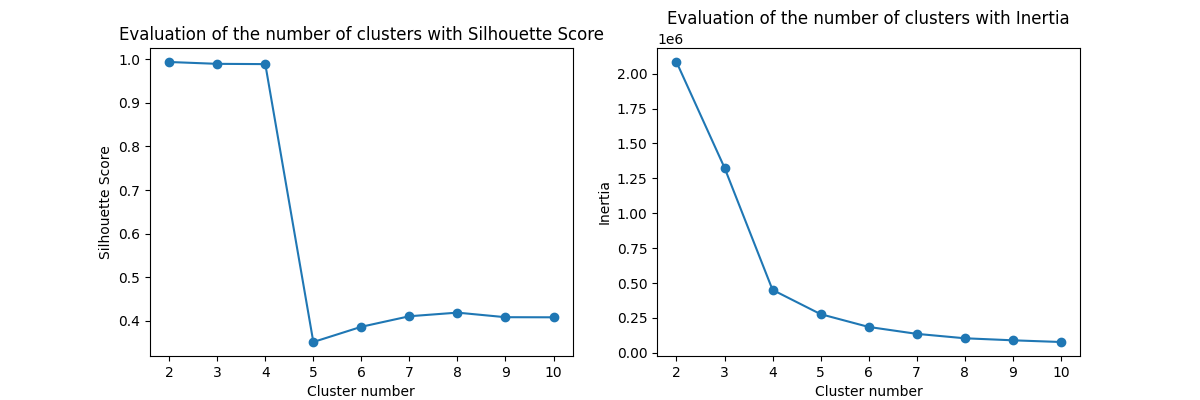 Evaluation of the number of clusters with Silhouette Score
1.0
0.9
0.8
0.7
0.6
0.5
0.4
Silhouette Score
2 3 4 5 6 7 8 9 10
Cluster number
Evaluation of the number of clusters with Inertia
1e6
2.00
1.75
1.50
1.25
1.00
0.75
0.50
0.25
0.00
Inertia
2 3 4 5 6 7 8 9 10
Cluster number